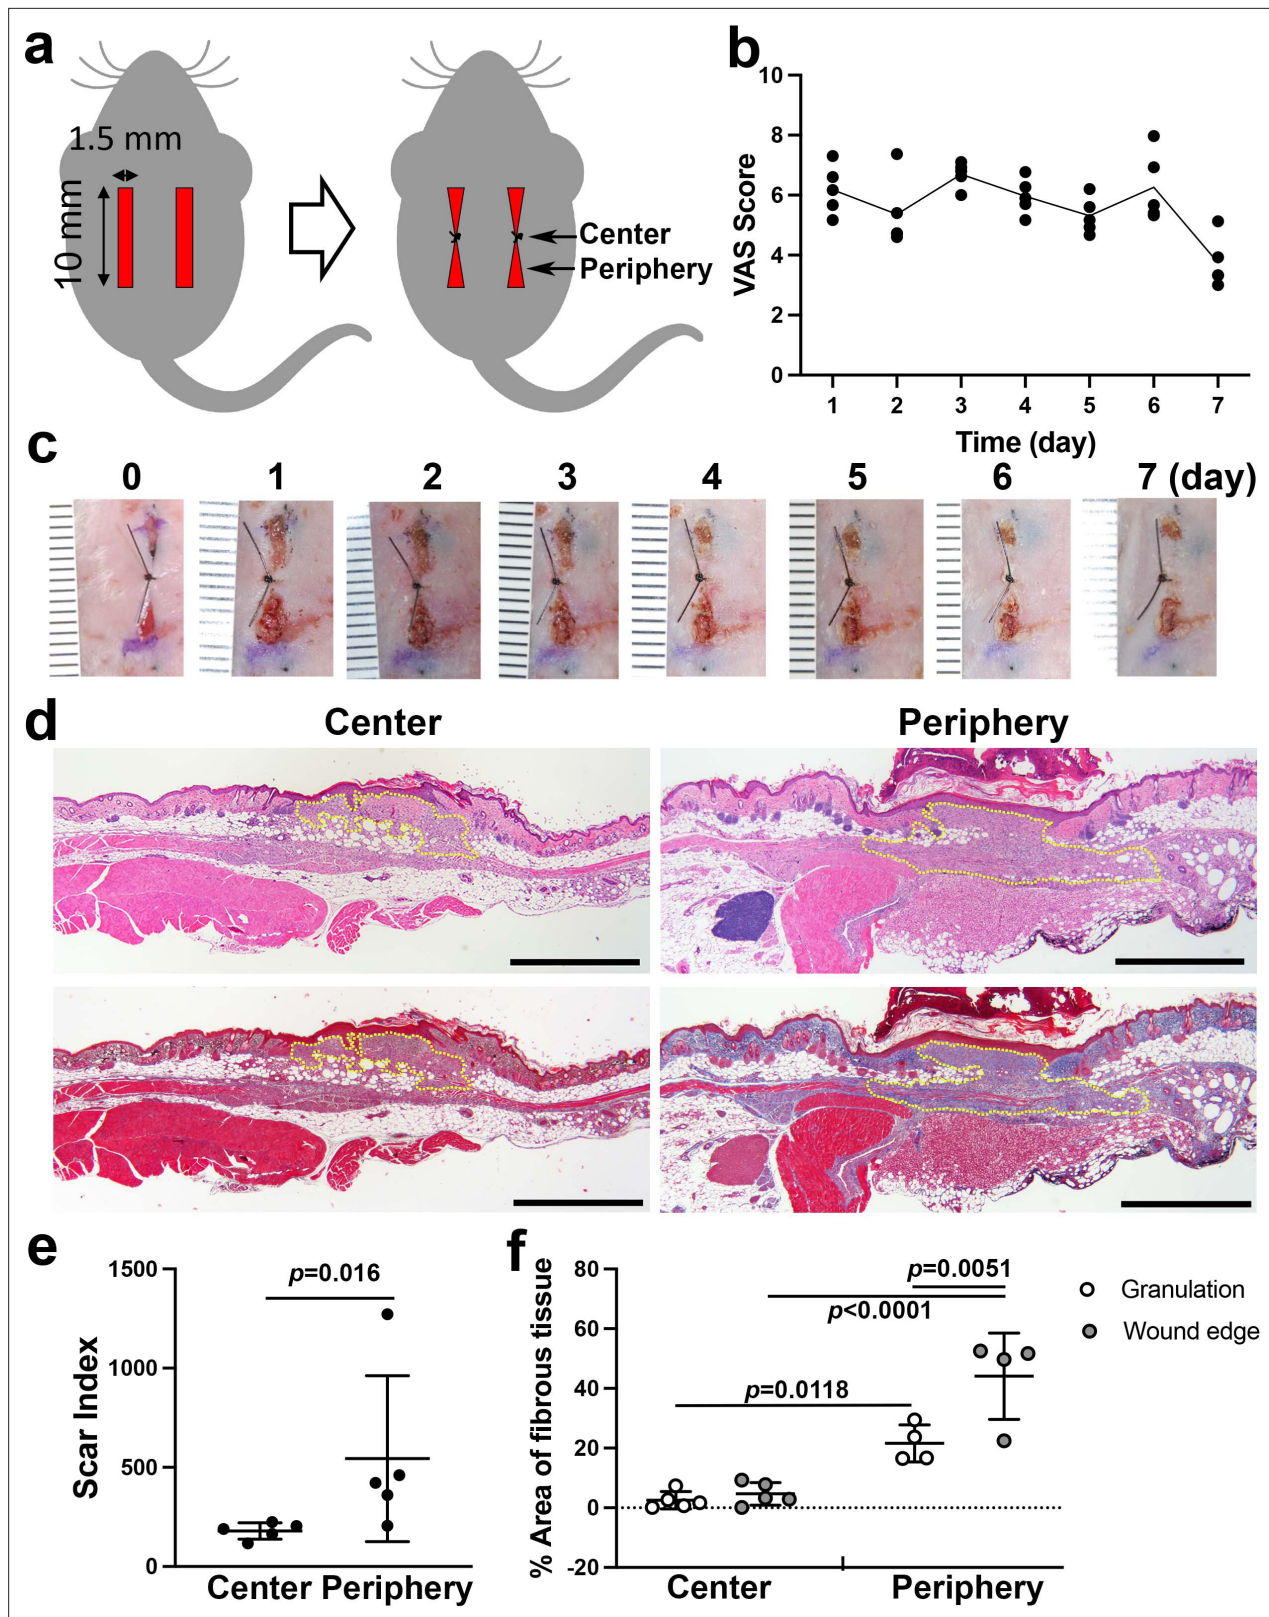 a
1.5 mm
10 mm
Center
Periphery
b
10
8
6
4
2
0
VAS Score
1 2 3 4 5 6 7
Time (day)
c
0 1 2 3 4 5 6 7 (day)
d
Center Periphery
e
1500
1000
500
0
Scar Index
p=0.016
Center Periphery
f
80
60
40
20
0
-20
% Area of fibrous tissue
p=0.0051
p<0.0001
p=0.0118
Center Periphery
Granulation
Wound edge